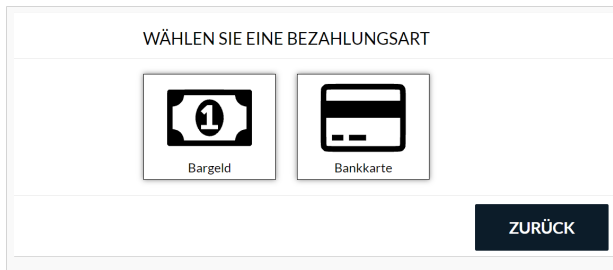 WÄHLEN SIE EINE BEZAHLUNGSART
1
Bargeld
Bankkarte
ZURÜCK